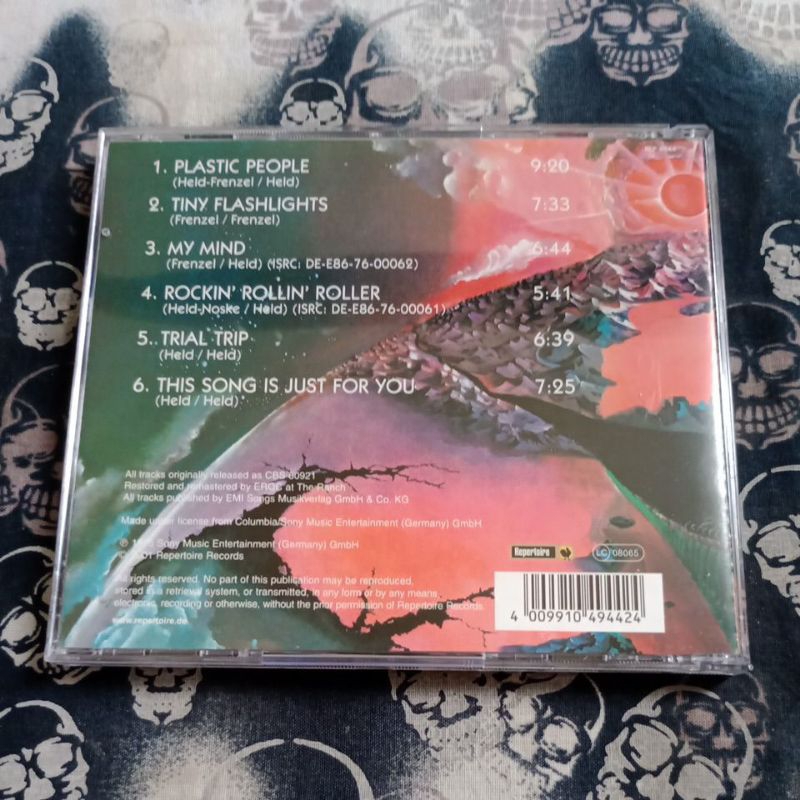 1. PLASTIC PEOPLE 9:20
(Held-Frenzel / Held)
2. TINY FLASHLIGHTS 7:33
(Frenzel / Frenzel)
3. MY MIND 6:44
(Frenzel / Held) (ISRC: DE-E86-76-00062)
4. ROCKIN' ROLLIN' ROLLER 5:41
(Held-Noske / Held) (ISRC: DE-E86-76-00061)
5. TRIAL TRIP 6:39
(Held / Held)
6. THIS SONG IS JUST FOR YOU 7:25
(Held / Held)
All tracks originally released as CBS 80921
Restored and remastered by EROC at The Ranch
All tracks published by EMI Songs Musikverlag GmbH & Co. KG
Made under license from Columbia/Sony Music Entertainment (Germany) GmbH
℗ Sony Music Entertainment (Germany) GmbH
© 2001 Repertoire Records
All rights reserved. No part of this publication may be reproduced,
stored in a retrieval system, or transmitted, in any form or by any means,
electronic, recording or otherwise, without the prior permission of Repertoire Records.
www.repertoire.de
Repertoire
LC 08065
4 009910 494424